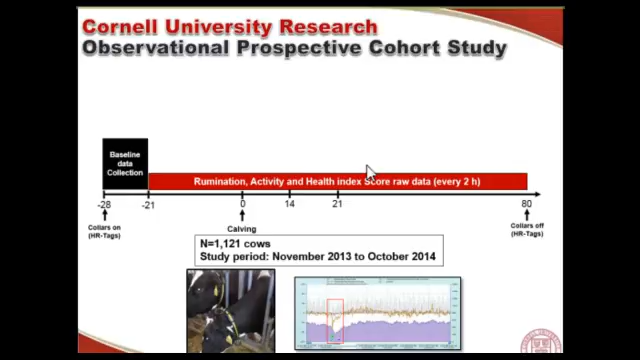 Cornell University Research
Observational Prospective Cohort Study
Baseline
data
Collection
Rumination, Activity and Health index Score raw data (every 2 h)
-28
-21
0
14
21
80
Collars on
(HR-Tags)
Calving
Collars off
(HR-Tags)
N=1,121 cows
Study period: November 2013 to October 2014